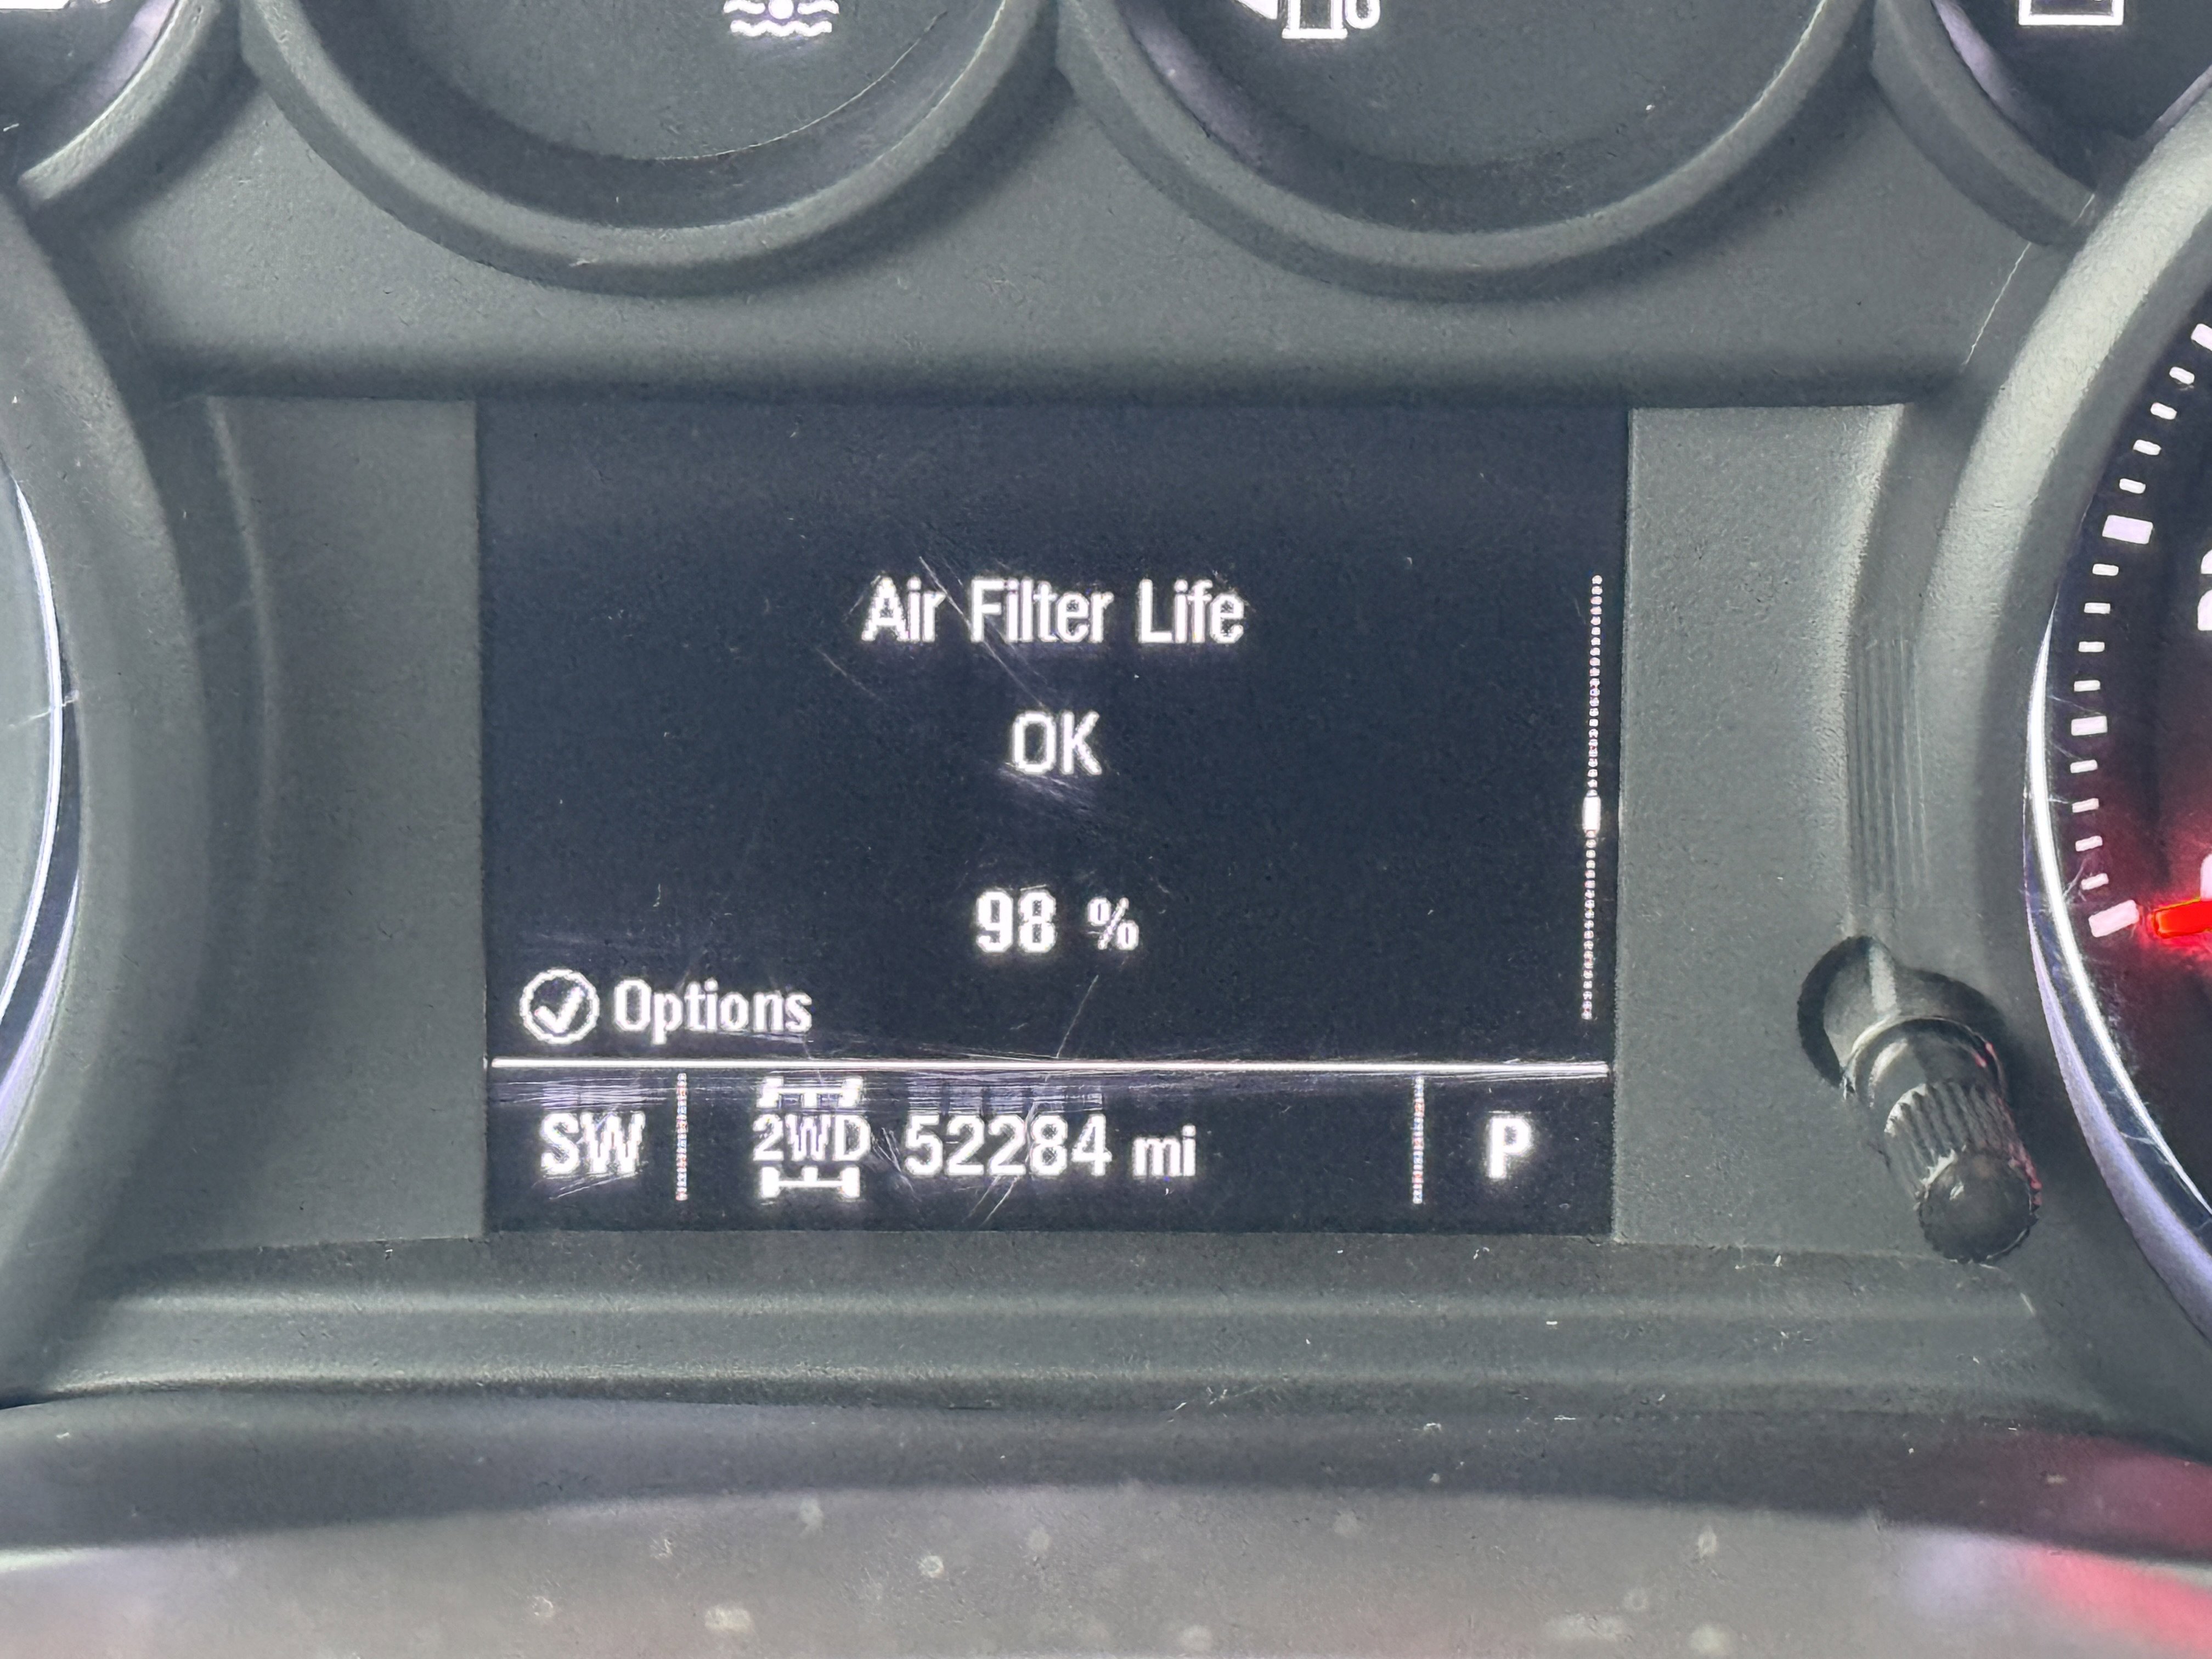 Air Filter Life
OK
98 %
Options
SW 2WD 52284 mi P